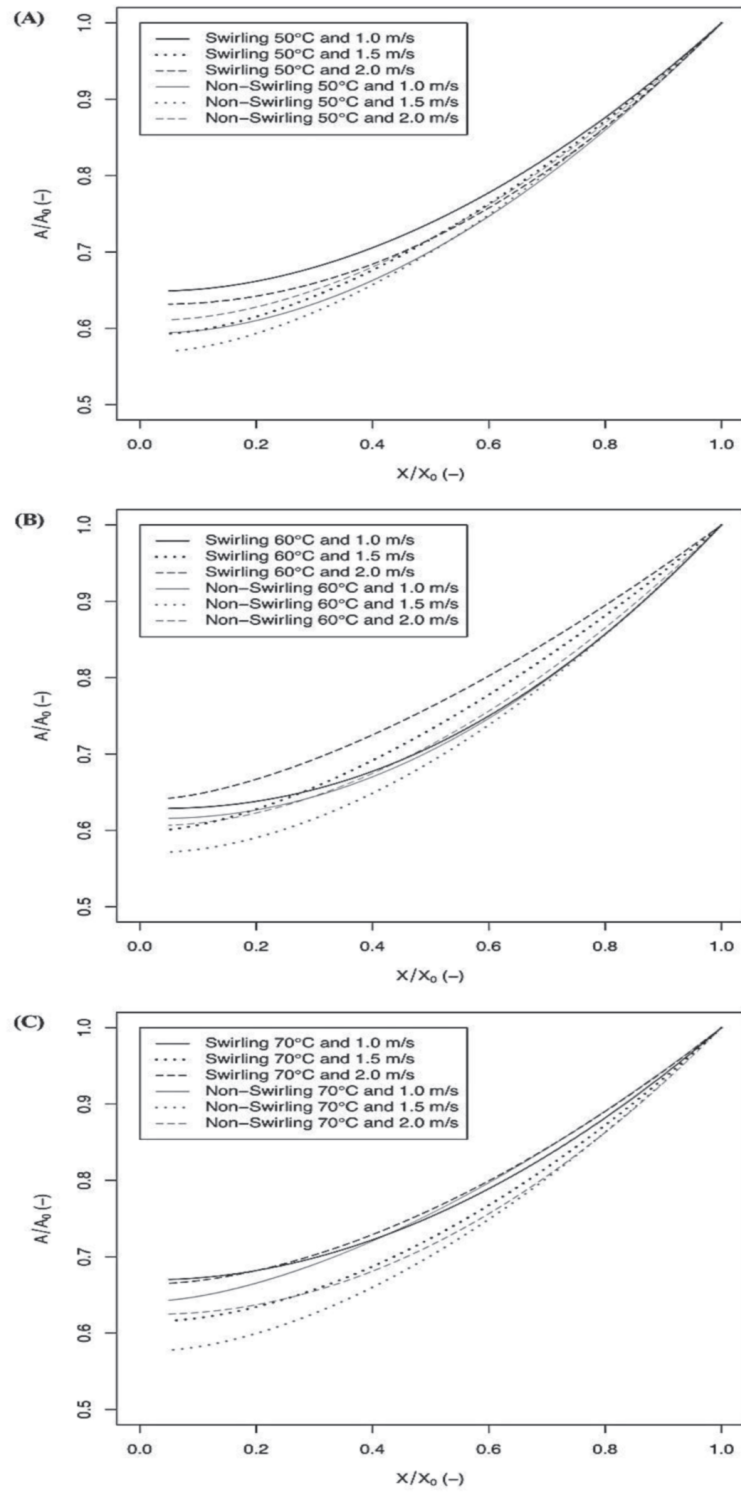 (A)
Swirling 50°C and 1.0 m/s
Swirling 50°C and 1.5 m/s
Swirling 50°C and 2.0 m/s
Non-Swirling 50°C and 1.0 m/s
Non-Swirling 50°C and 1.5 m/s
Non-Swirling 50°C and 2.0 m/s
1.0
0.9
0.8
0.7
0.6
0.5
A/A₀ (-)
0.0 0.2 0.4 0.6 0.8 1.0
X/X₀ (-)
(B)
Swirling 60°C and 1.0 m/s
Swirling 60°C and 1.5 m/s
Swirling 60°C and 2.0 m/s
Non-Swirling 60°C and 1.0 m/s
Non-Swirling 60°C and 1.5 m/s
Non-Swirling 60°C and 2.0 m/s
1.0
0.9
0.8
0.7
0.6
0.5
A/A₀ (-)
0.0 0.2 0.4 0.6 0.8 1.0
X/X₀ (-)
(C)
Swirling 70°C and 1.0 m/s
Swirling 70°C and 1.5 m/s
Swirling 70°C and 2.0 m/s
Non-Swirling 70°C and 1.0 m/s
Non-Swirling 70°C and 1.5 m/s
Non-Swirling 70°C and 2.0 m/s
1.0
0.9
0.8
0.7
0.6
0.5
A/A₀ (-)
0.0 0.2 0.4 0.6 0.8 1.0
X/X₀ (-)